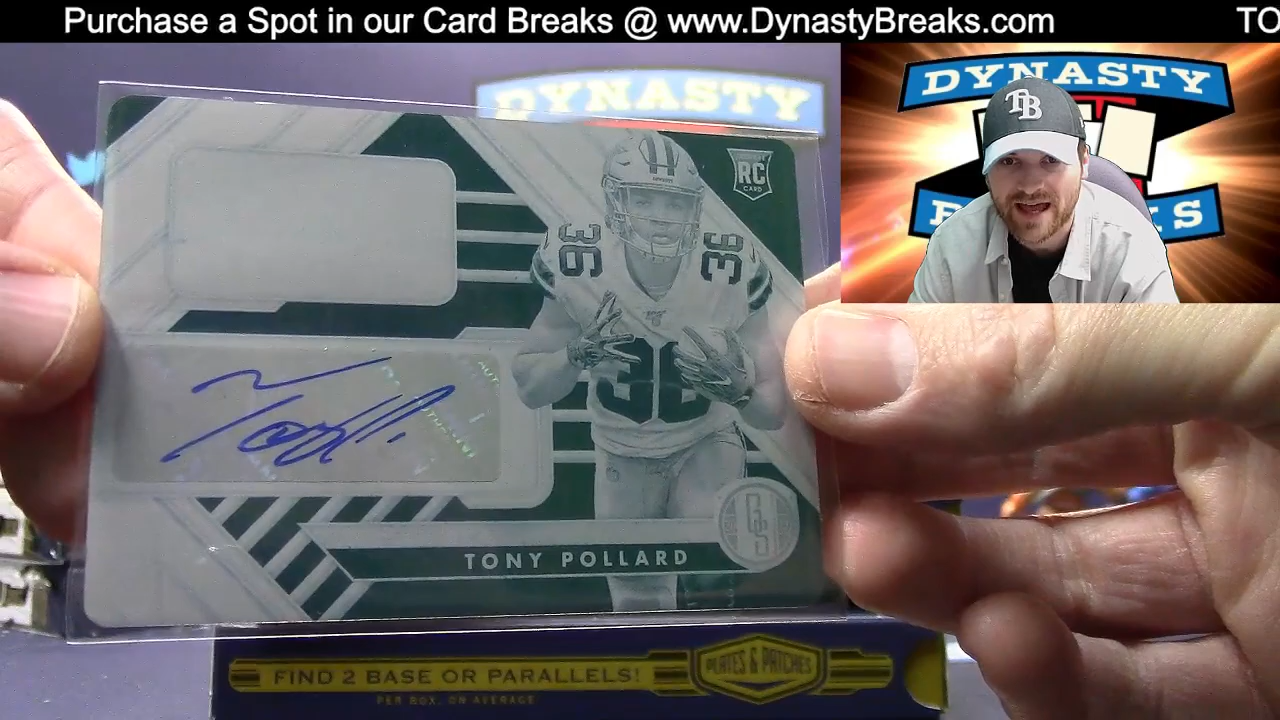 Purchase a Spot in our Card Breaks @ www.DynastyBreaks.com
TO
DYNASTY
DYNASTY
TB
RC
CARD
36
36
36
GS
TONY POLLARD
FIND 2 BASE OR PARALLELS!
PER BOX, ON AVERAGE
PLATES & PATCHES